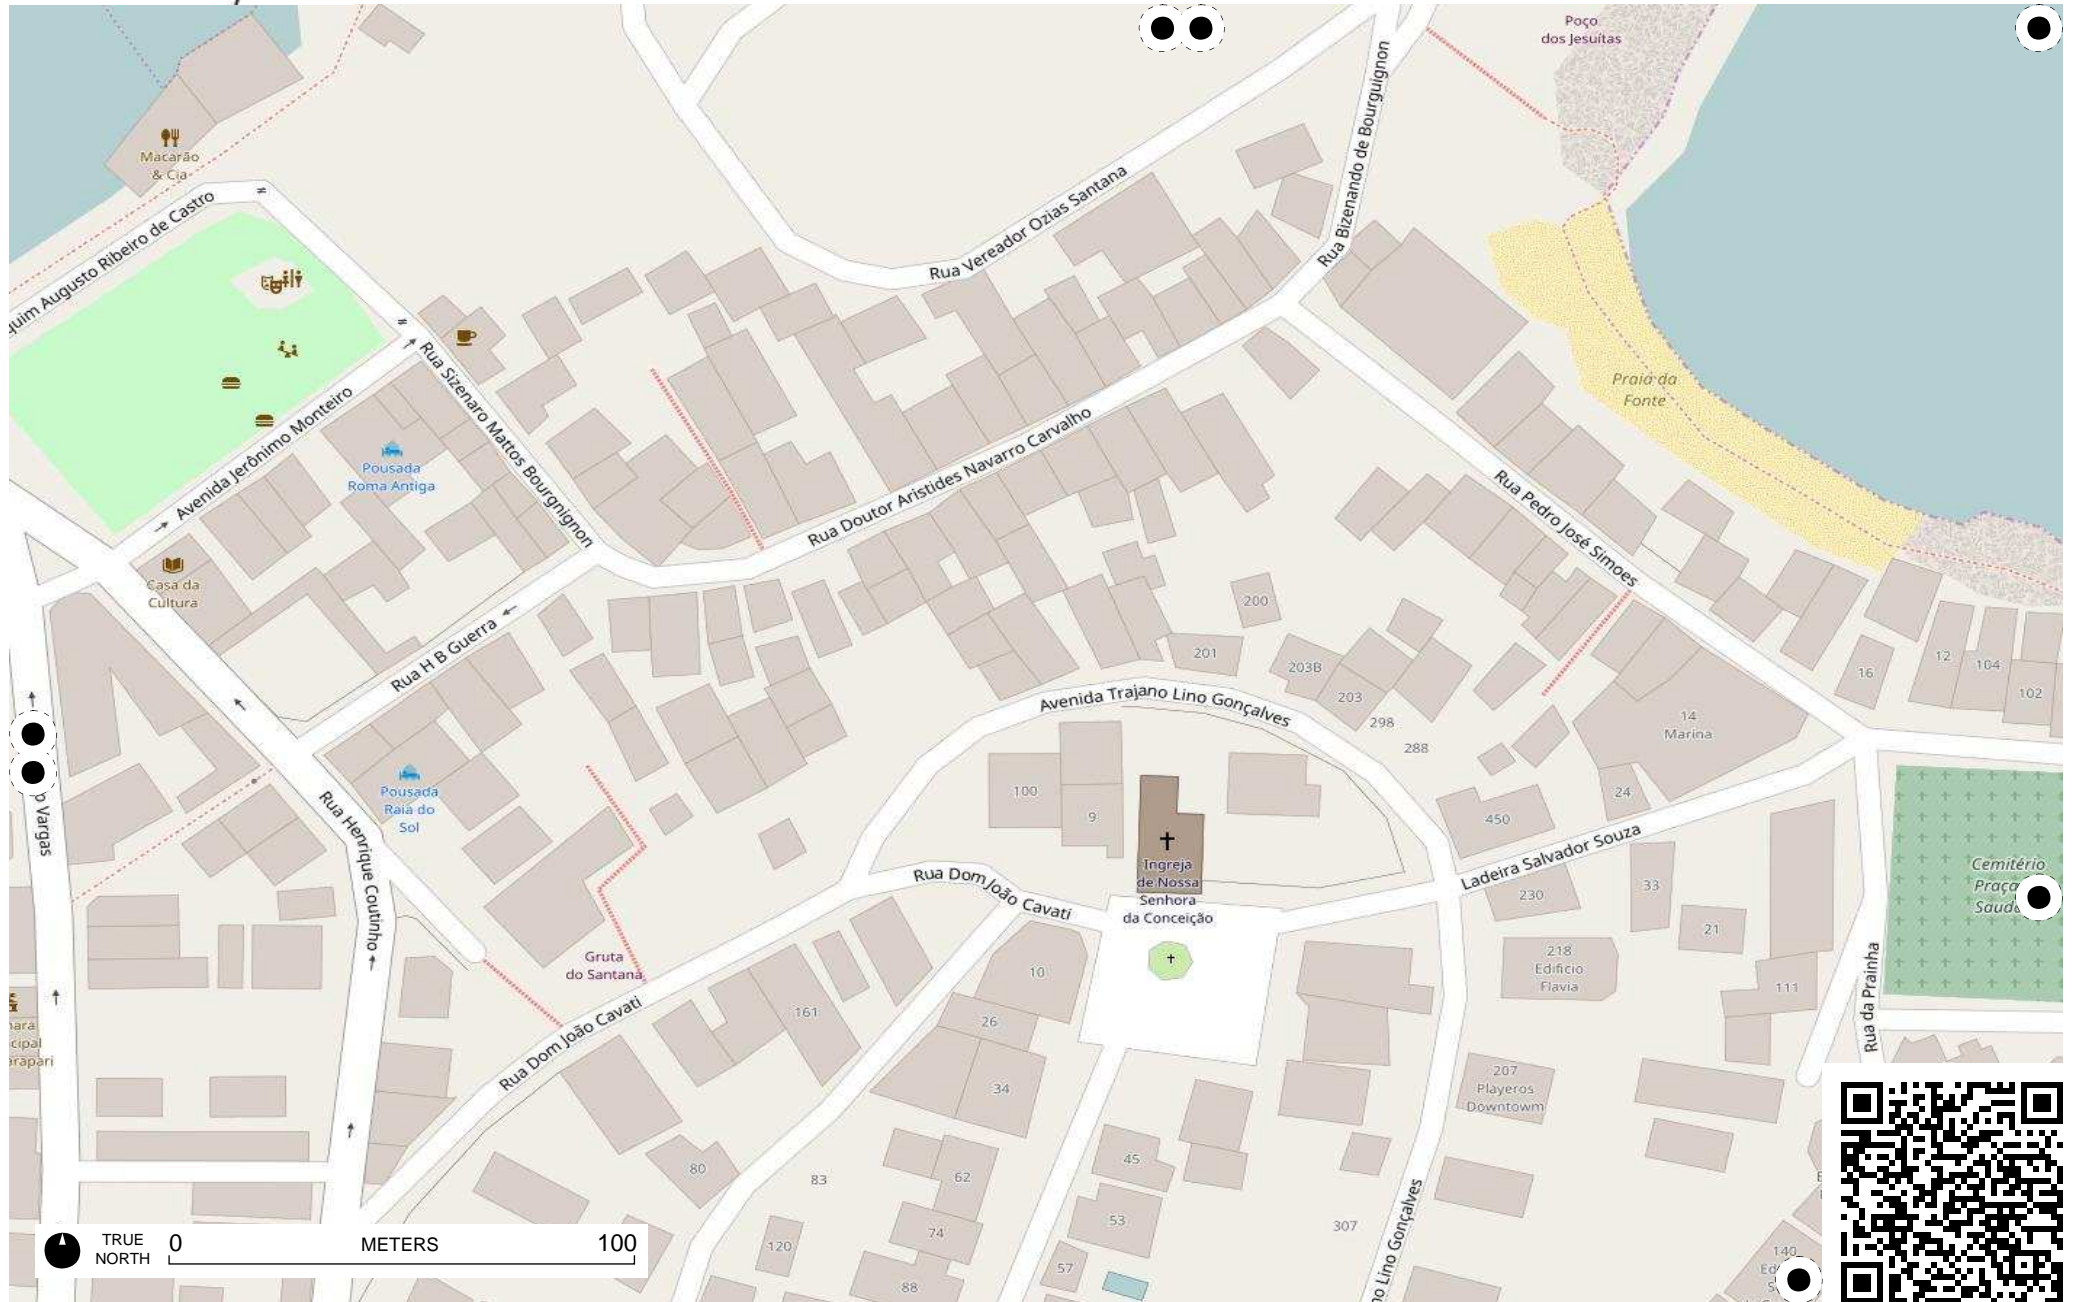 Poço
dos Jesuítas
Rua Bizenando de Bourguignon
Macarão
& Cia
quim Augusto Ribeiro de Castro
Rua Vereador Ozias Santana
Rua Sizenaro Mattos Bourgnignon
Praia da
Fonte
Avenida Jerônimo Monteiro
Pousada
Roma Antiga
Rua Doutor Aristides Navarro Carvalho
Rua Pedro José Simoes
Casa da
Cultura
200
Rua H B Guerra
201
203B
203
298
288
16
12
104
102
Avenida Trajano Lino Gonçalves
14
Marina
Pousada
Raia do
Sol
100
9
24
450
o Vargas
Rua Henrique Coutinho
Ingreja
de Nossa
Senhora
da Conceição
Ladeira Salvador Souza
Cemitério
Rua Dom João Cavati
230
33
21
Gruta
do Santana
10
218
Edificio
Flavia
111
Rua da Prainha
161
26
Rua Dom João Cavati
34
207
Playeros
Downtowm
80
83
62
45
53
74
307
120
57
88
no Lino Gonçalves
140
TRUE
NORTH
0
METERS
100